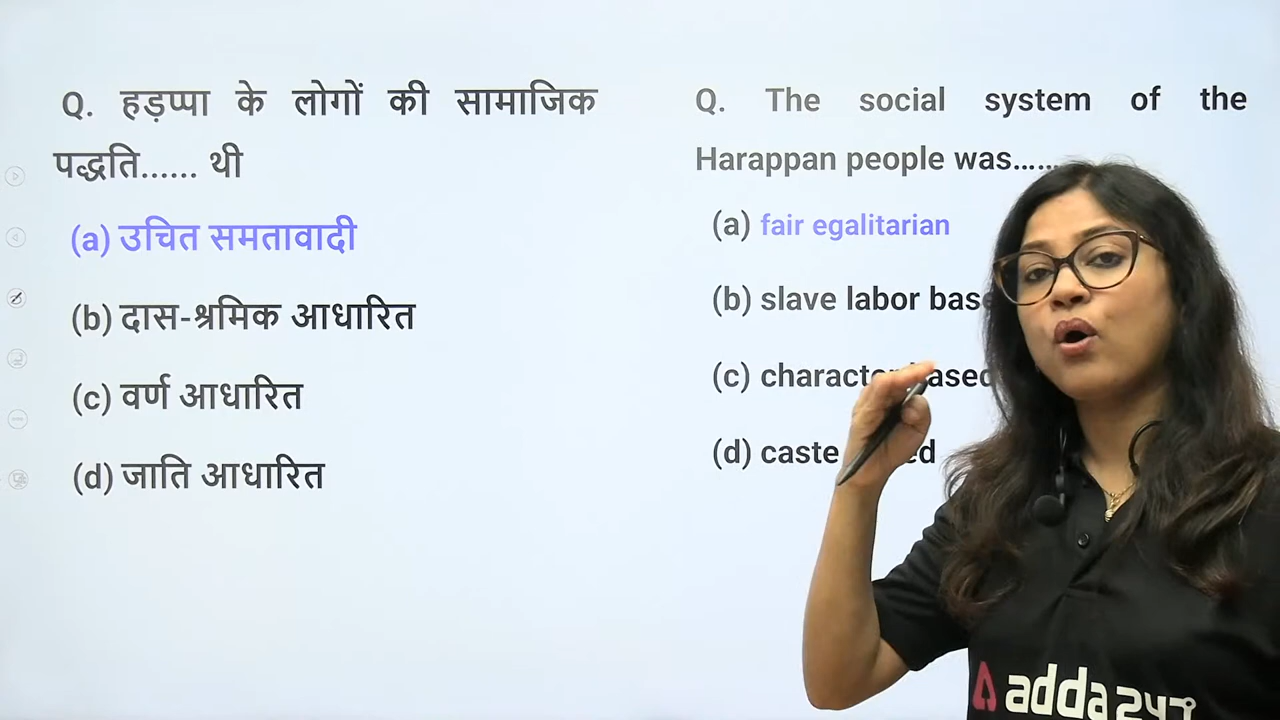 Q. हड़प्पा के लोगों की सामाजिक
पद्धति...... थी
(a) उचित समतावादी
(b) दास-श्रमिक आधारित
(c) वर्ण आधारित
(d) जाति आधारित
Q. The social system of the
Harappan people was......
(a) fair egalitarian
(b) slave labor
(c)
(d) caste
adda247